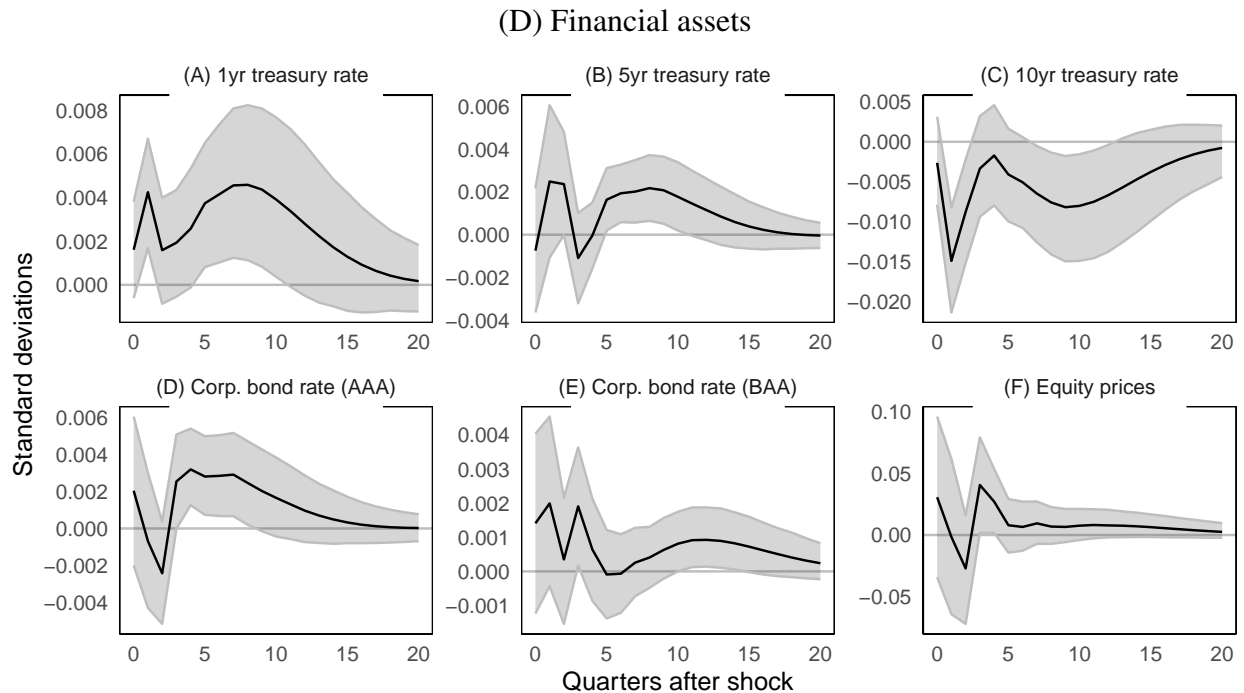 (D) Financial assets
(A) 1yr treasury rate
0.008
0.006
0.004
0.002
0.000
0 5 10 15 20
(B) 5yr treasury rate
0.006
0.004
0.002
0.000
−0.002
−0.004
0 5 10 15 20
(C) 10yr treasury rate
0.005
0.000
−0.005
−0.010
−0.015
−0.020
0 5 10 15 20
Standard deviations
(D) Corp. bond rate (AAA)
0.006
0.004
0.002
0.000
−0.002
−0.004
0 5 10 15 20
(E) Corp. bond rate (BAA)
0.004
0.003
0.002
0.001
0.000
−0.001
0 5 10 15 20
(F) Equity prices
0.10
0.05
0.00
−0.05
0 5 10 15 20
Quarters after shock